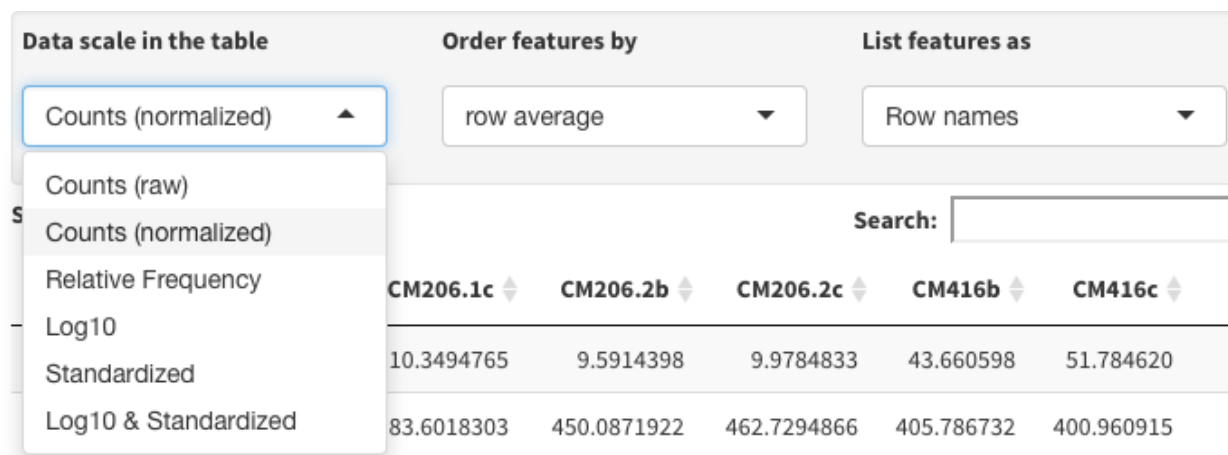 Data scale in the table Order features by List features as
Counts (normalized) row average Row names
Counts (raw)
Counts (normalized)
Search:
Relative Frequency
CM206.1c CM206.2b CM206.2c CM416b CM416c
Log10
10.3494765 9.5914398 9.9784833 43.660598 51.784620
Standardized
Log10 & Standardized
83.6018303 450.0871922 462.7294866 405.786732 400.960915